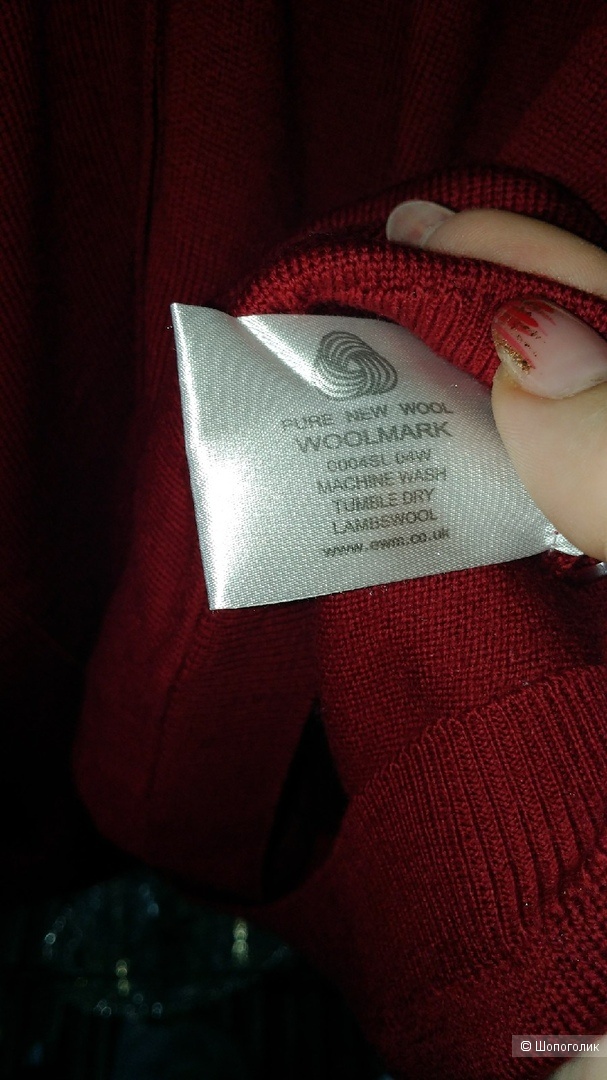 PURE NEW WOOL
WOOLMARK
0004SL 04W
MACHINE WASH
TUMBLE DRY
LAMBSWOOL
www.ewm.co.uk
© Шопоголик